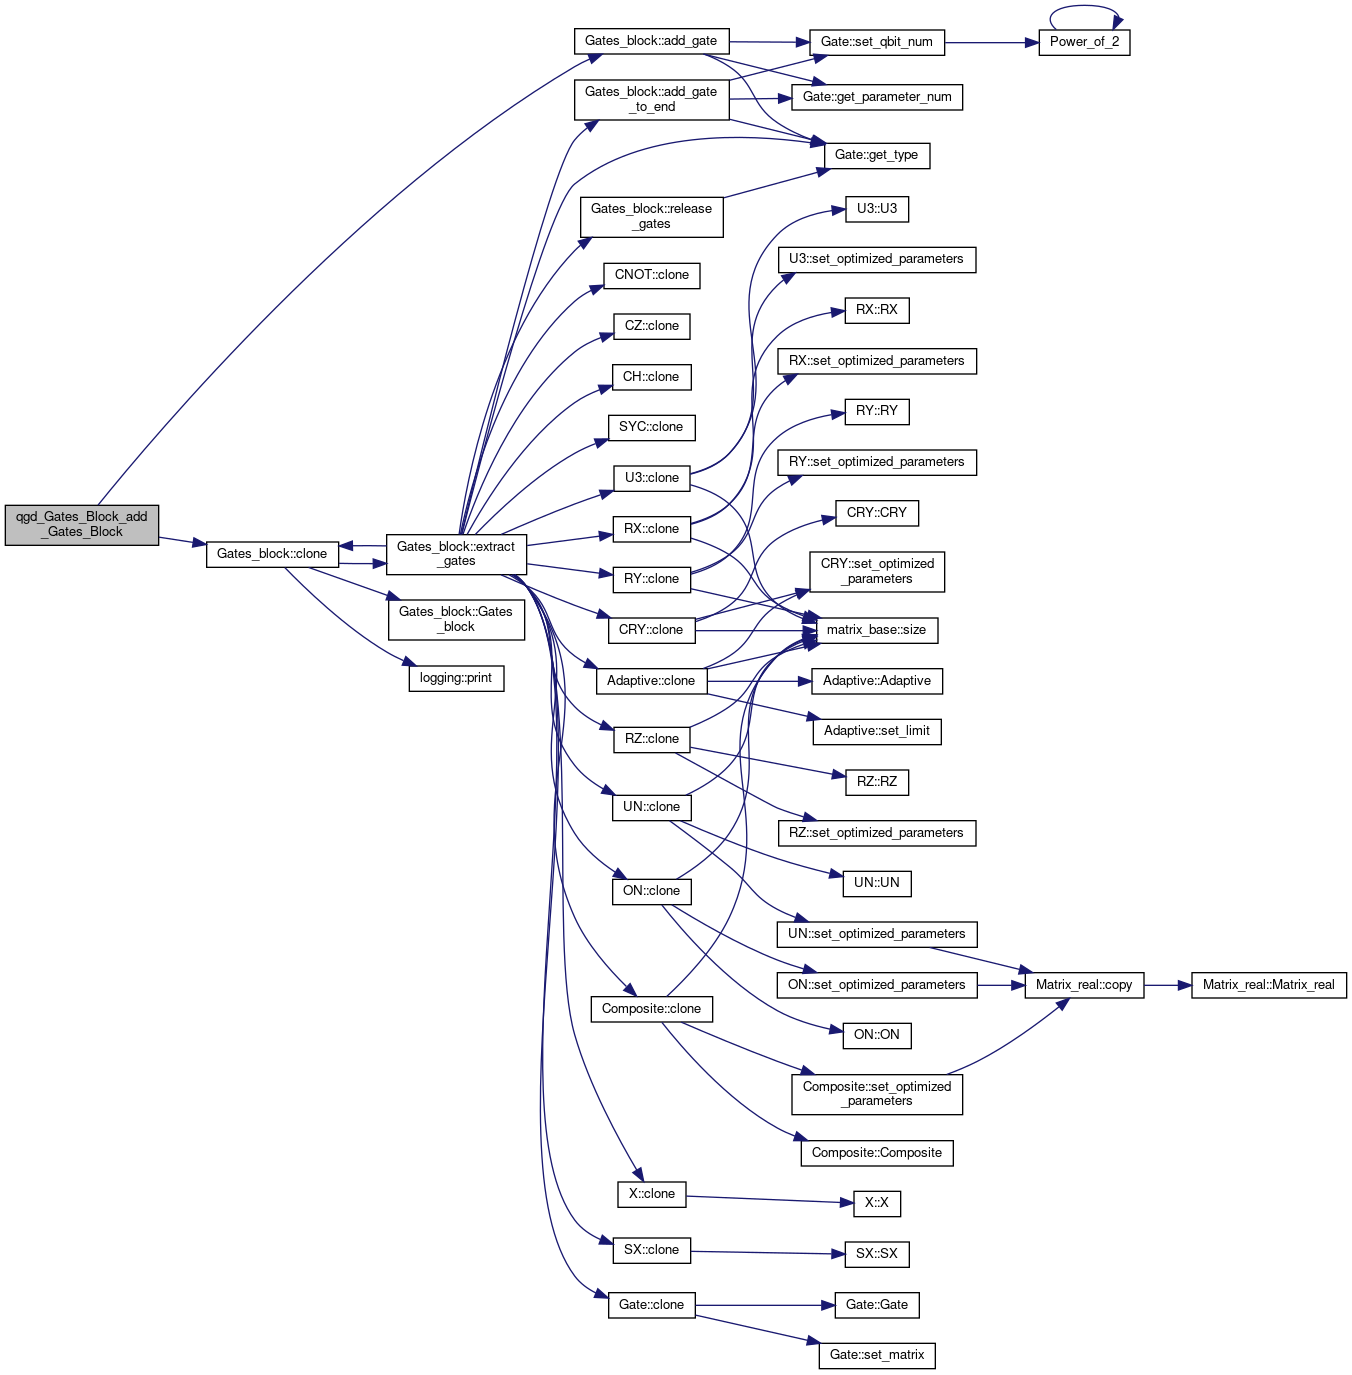 qgd_Gates_Block_add
_Gates_Block
Gates_block::clone
Gates_block::extract
_gates
Gates_block::Gates
_block
logging::print
Gates_block::add_gate
Gates_block::add_gate
_to_end
Gates_block::release
_gates
CNOT::clone
CZ::clone
CH::clone
SYC::clone
U3::clone
RX::clone
RY::clone
CRY::clone
Adaptive::clone
RZ::clone
UN::clone
ON::clone
Composite::clone
X::clone
SX::clone
Gate::clone
Gate::set_qbit_num
Gate::get_parameter_num
Gate::get_type
U3::U3
U3::set_optimized_parameters
RX::RX
RX::set_optimized_parameters
RY::RY
RY::set_optimized_parameters
CRY::CRY
CRY::set_optimized
_parameters
matrix_base::size
Adaptive::Adaptive
Adaptive::set_limit
RZ::RZ
RZ::set_optimized_parameters
UN::UN
UN::set_optimized_parameters
ON::set_optimized_parameters
ON::ON
Composite::set_optimized
_parameters
Composite::Composite
X::X
SX::SX
Gate::Gate
Gate::set_matrix
Power_of_2
Matrix_real::copy
Matrix_real::Matrix_real